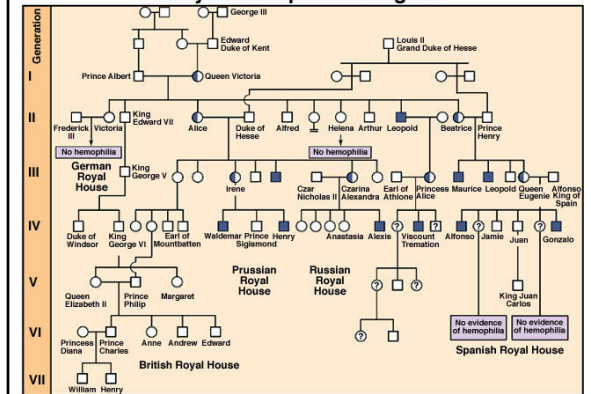 George III
Generation
Edward
Duke of Kent
Louis II
Grand Duke of Hesse
I
Prince Albert
Queen Victoria
II
Frederick
III
Victoria
King
Edward VII
Alice
Duke of
Hesse
Alfred
Helena
Arthur
Leopold
Beatrice
Prince
Henry
No hemophilia
No hemophilia
German
Royal
House
III
King
George V
Irene
Czar
Nicholas II
Czarina
Alexandra
Earl of
Athlone
Princess
Alice
Maurice
Leopold
Queen
Eugenie
Alfonso
King of
Spain
IV
Duke of
Windsor
King
George VI
Earl of
Mountbatten
Waldemar
Prince
Sigismond
Henry
Anastasia
Alexis
?
Viscount
Tremation
?
Alfonso
?
Jamie
Juan
?
Gonzalo
Prussian
Royal
House
Russian
Royal
House
V
Queen
Elizabeth II
Prince
Philip
Margaret
?
?
King Juan
Carlos
VI
Princess
Diana
Prince
Charles
Anne
Andrew
Edward
?
No evidence
of hemophilia
No evidence
of hemophilia
British Royal House
Spanish Royal House
VII
William
Henry